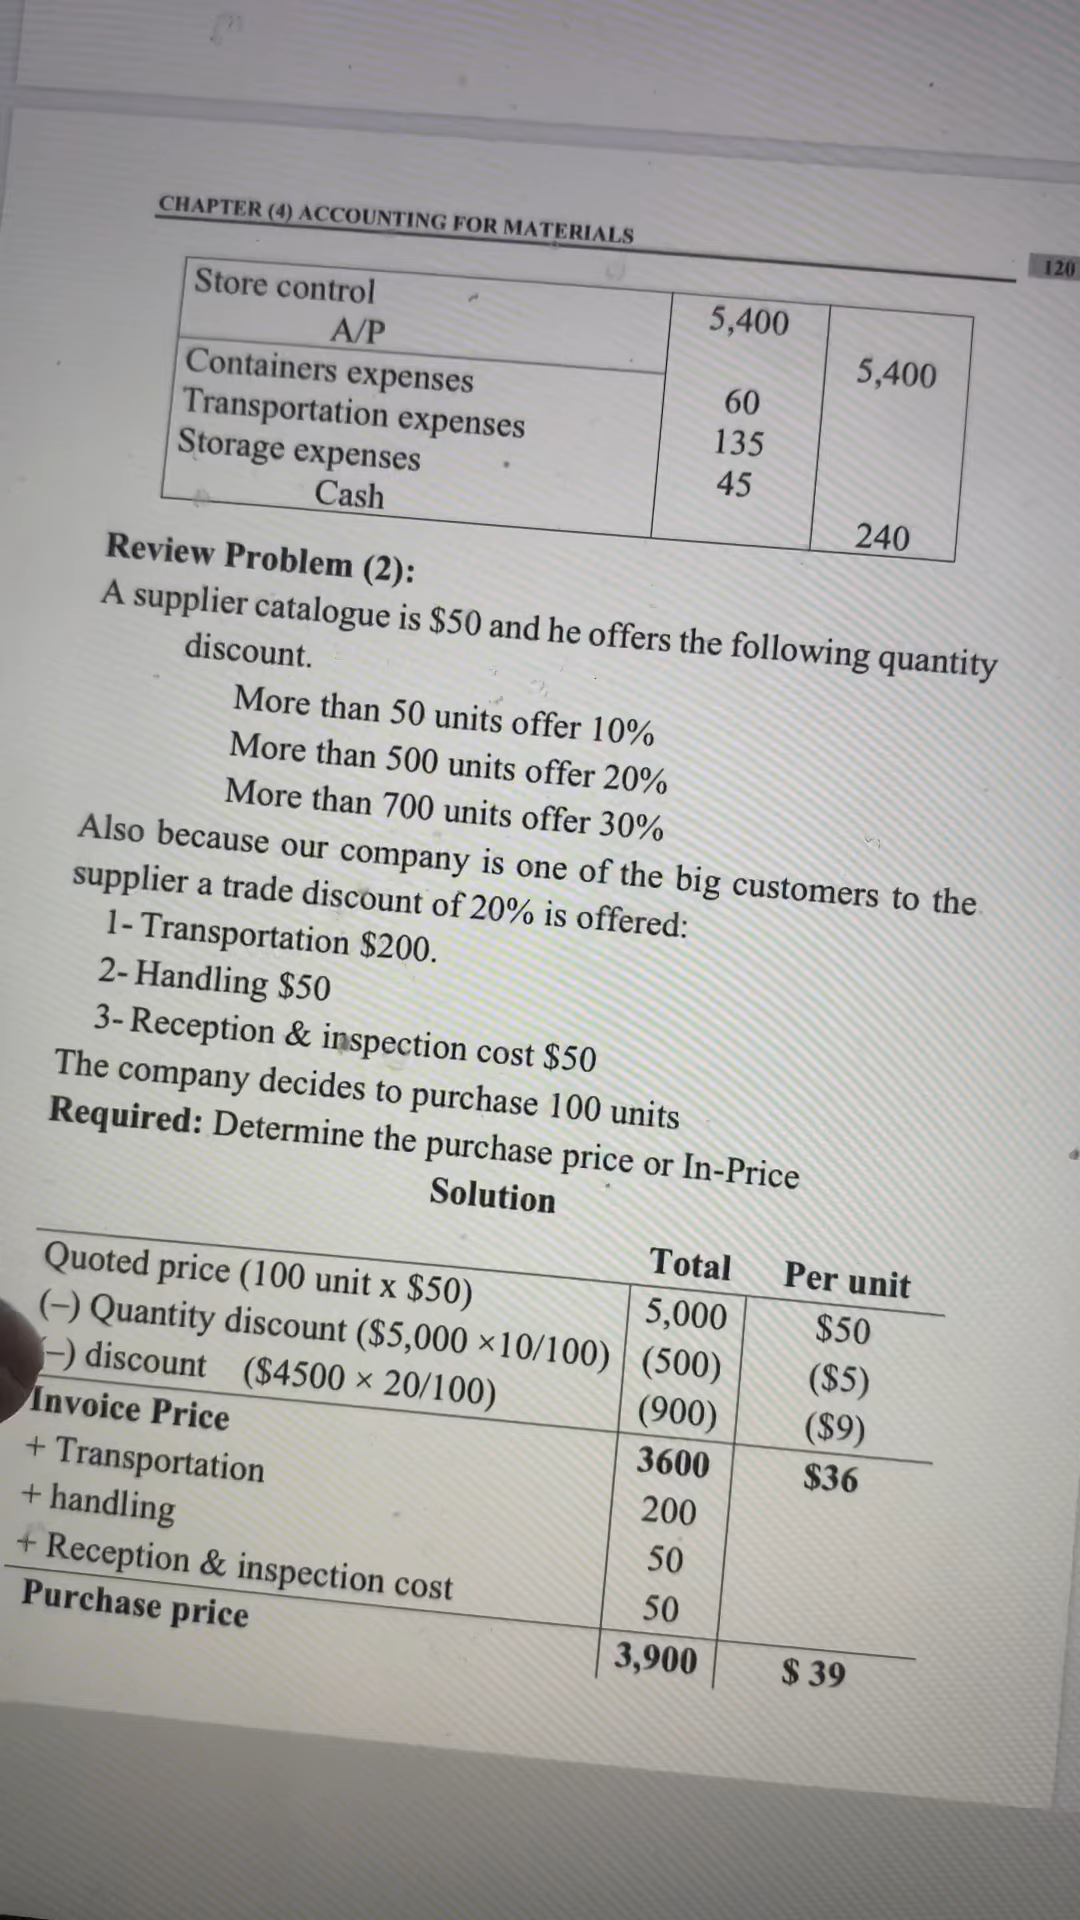 CHAPTER (4) ACCOUNTING FOR MATERIALS
120
Store control 5,400
A/P 5,400
Containers expenses 60
Transportation expenses 135
Storage expenses 45
Cash 240
Review Problem (2):
A supplier catalogue is $50 and he offers the following quantity
discount.
More than 50 units offer 10%
More than 500 units offer 20%
More than 700 units offer 30%
Also because our company is one of the big customers to the
supplier a trade discount of 20% is offered:
1- Transportation $200.
2- Handling $50
3- Reception & inspection cost $50
The company decides to purchase 100 units
Required: Determine the purchase price or In-Price
Solution
Total Per unit
Quoted price (100 unit x $50) 5,000 $50
(–) Quantity discount ($5,000 ×10/100) (500) ($5)
–) discount ($4500 × 20/100) (900) ($9)
Invoice Price 3600 $36
+ Transportation 200
+ handling 50
+ Reception & inspection cost 50
Purchase price 3,900 $ 39